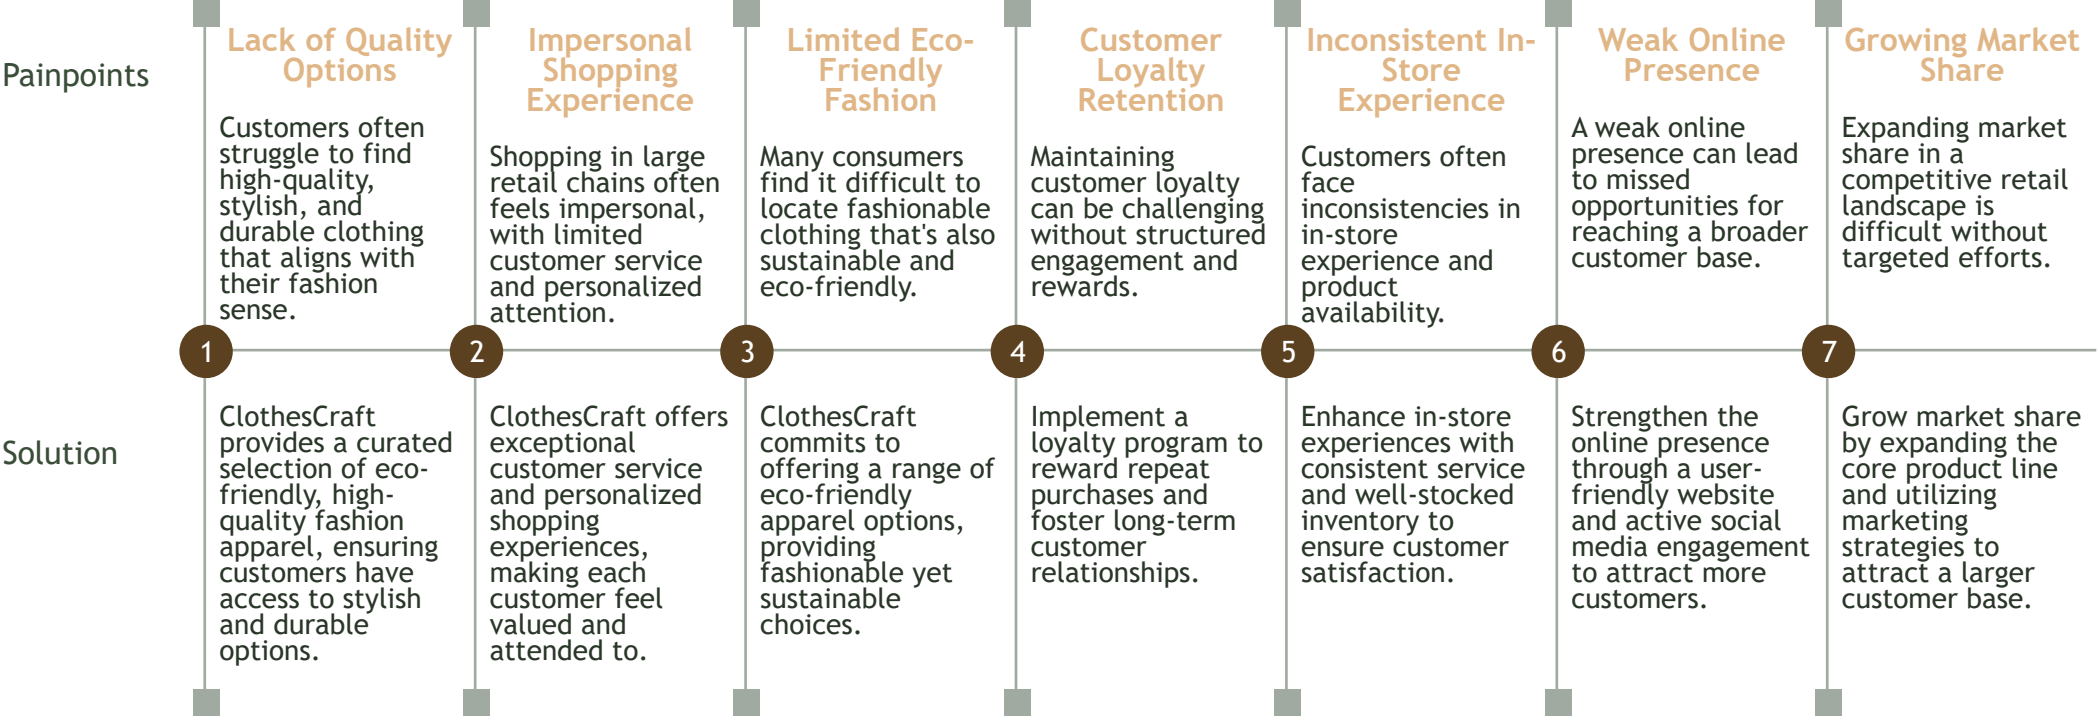 Painpoints
Lack of Quality
Options
Customers often
struggle to find
high-quality,
stylish, and
durable clothing
that aligns with
their fashion
sense.
Impersonal
Shopping
Experience
Shopping in large
retail chains often
feels impersonal,
with limited
customer service
and personalized
attention.
Limited Eco-
Friendly
Fashion
Many consumers
find it difficult to
locate fashionable
clothing that's also
sustainable and
eco-friendly.
Customer
Loyalty
Retention
Maintaining
customer loyalty
can be challenging
without structured
engagement and
rewards.
Inconsistent In-
Store
Experience
Customers often
face
inconsistencies in
in-store
experience and
product
availability.
Weak Online
Presence
A weak online
presence can lead
to missed
opportunities for
reaching a broader
customer base.
Growing Market
Share
Expanding market
share in a
competitive retail
landscape is
difficult without
targeted efforts.
1
2
3
4
5
6
7
Solution
ClothesCraft
provides a curated
selection of eco-
friendly, high-
quality fashion
apparel, ensuring
customers have
access to stylish
and durable
options.
ClothesCraft offers
exceptional
customer service
and personalized
shopping
experiences,
making each
customer feel
valued and
attended to.
ClothesCraft
commits to
offering a range of
eco-friendly
apparel options,
providing
fashionable yet
sustainable
choices.
Implement a
loyalty program to
reward repeat
purchases and
foster long-term
customer
relationships.
Enhance in-store
experiences with
consistent service
and well-stocked
inventory to
ensure customer
satisfaction.
Strengthen the
online presence
through a user-
friendly website
and active social
media engagement
to attract more
customers.
Grow market share
by expanding the
core product line
and utilizing
marketing
strategies to
attract a larger
customer base.